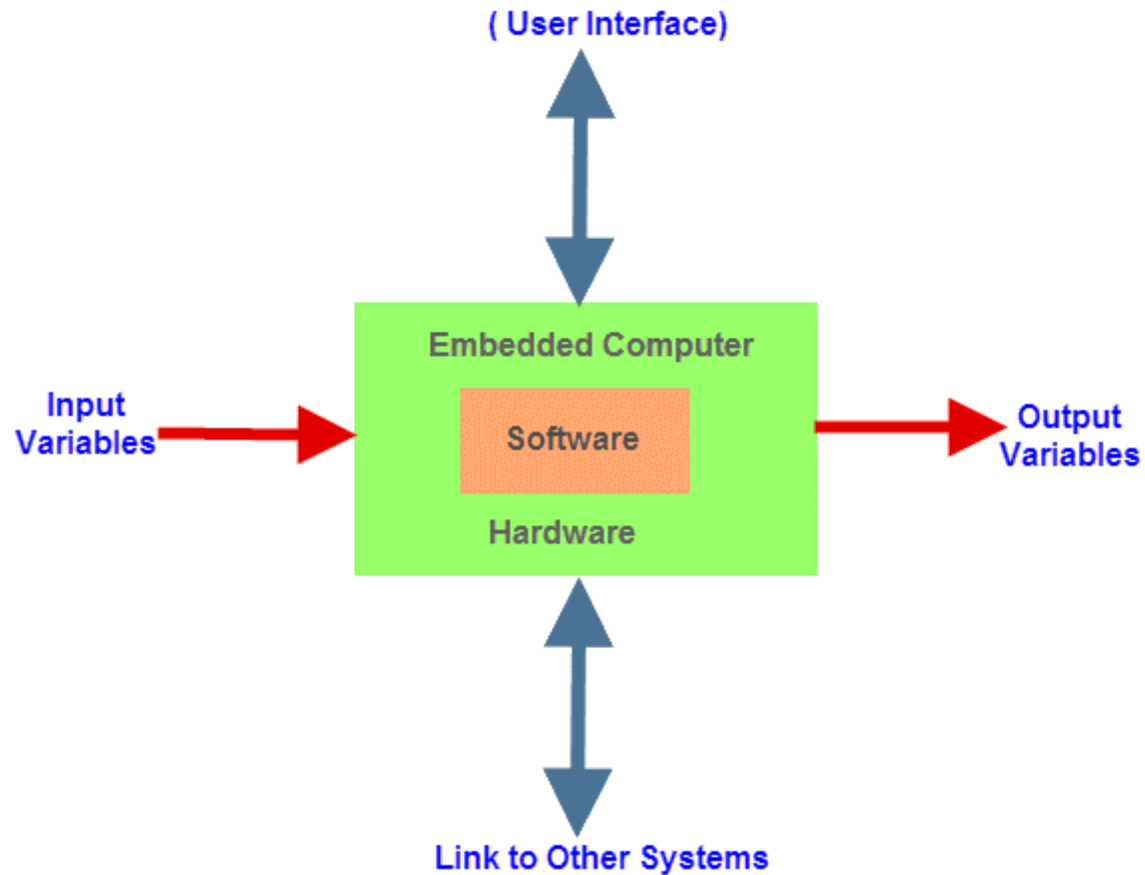 ( User Interface)
Embedded Computer
Input
Variables
Software
Output
Variables
Hardware
Link to Other Systems